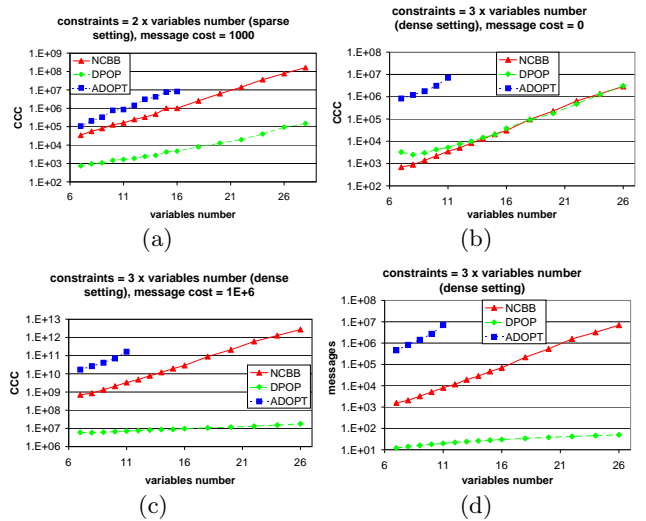 constraints = 2 x variables number (sparse
setting), message cost = 1000
1.E+09
1.E+08
1.E+07
1.E+06
1.E+05
1.E+04
1.E+03
1.E+02
CCC
NCBB
DPOP
ADOPT
6 11 16 21 26
variables number
(a)
constraints = 3 x variables number
(dense setting), message cost = 0
1.E+08
1.E+07
1.E+06
1.E+05
1.E+04
1.E+03
1.E+02
CCC
NCBB
DPOP
ADOPT
6 11 16 21 26
variables number
(b)
constraints = 3 x variables number (dense
setting), message cost = 1E+6
1.E+13
1.E+12
1.E+11
1.E+10
1.E+09
1.E+08
1.E+07
1.E+06
CCC
NCBB
DPOP
ADOPT
6 11 16 21 26
variables number
(c)
constraints = 3 x variables number
(dense setting)
1.E+08
1.E+07
1.E+06
1.E+05
1.E+04
1.E+03
1.E+02
1.E+01
messages
NCBB
DPOP
ADOPT
6 11 16 21 26
variables number
(d)